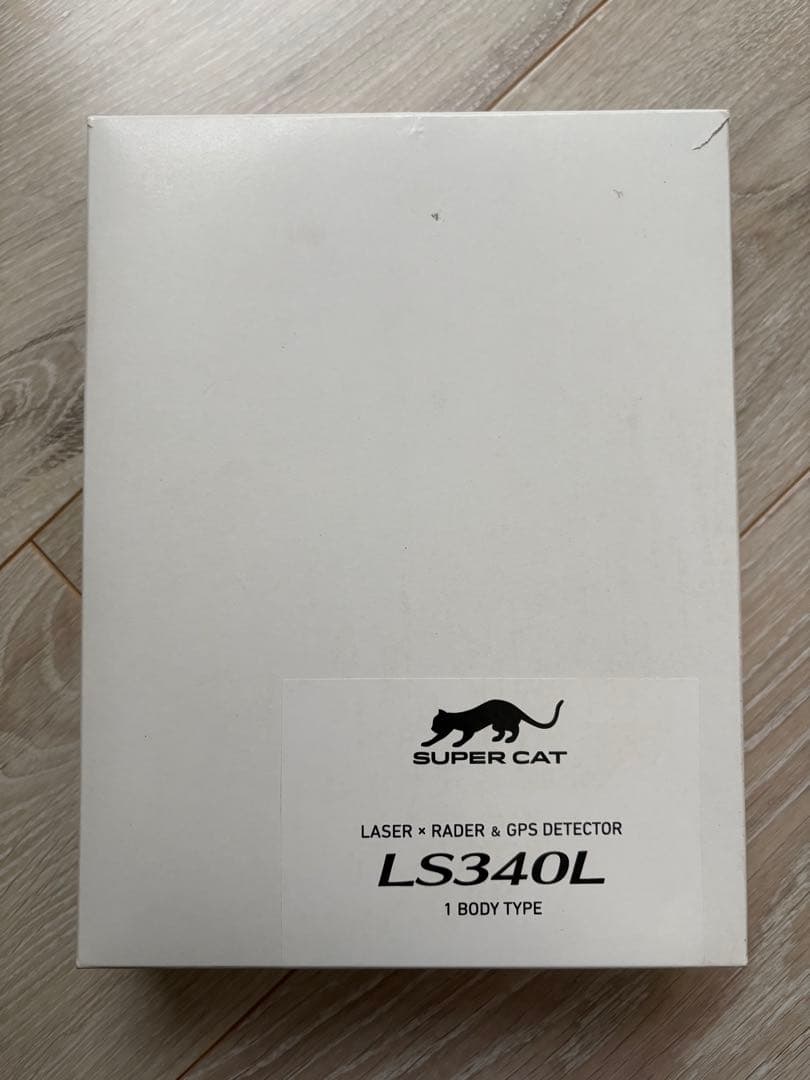 SUPER CAT
LASER × RADER & GPS DETECTOR
LS340L
1 BODY TYPE